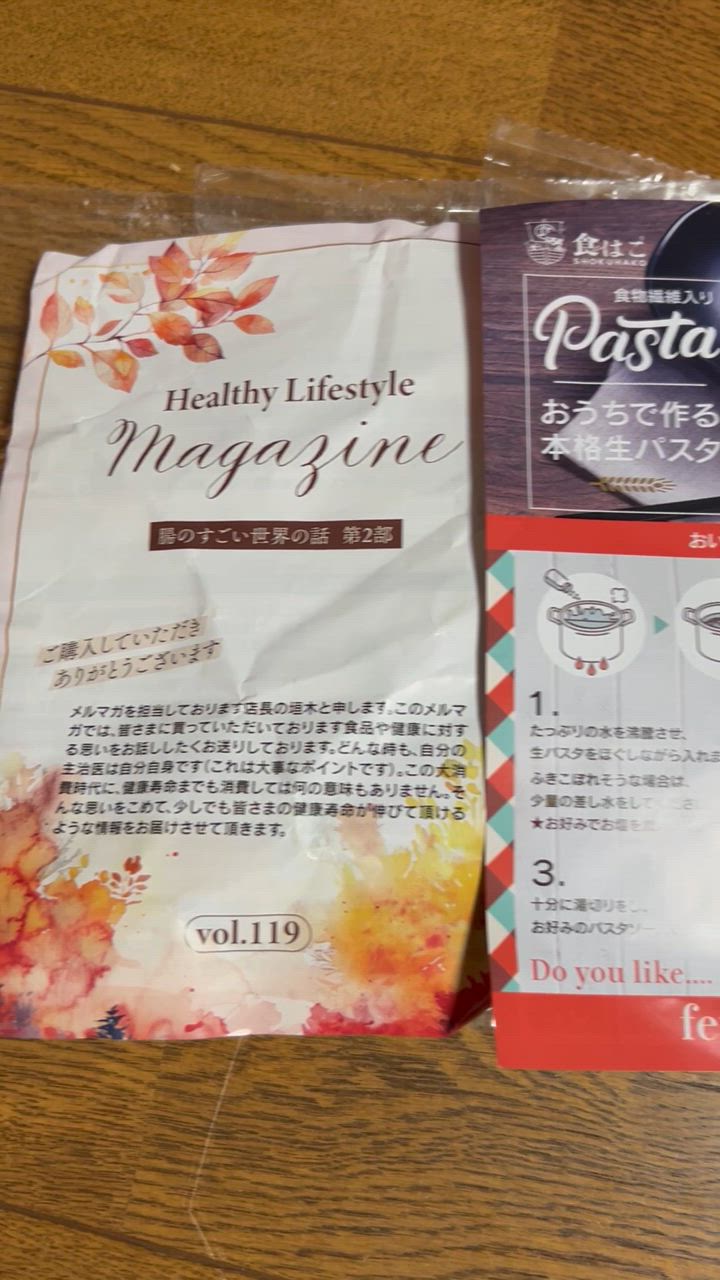 Healthy Lifestyle
Magazine
腸のすごい世界の話 第2部
ご購入していただき
ありがとうございます
メルマガを担当しております店長の垣木と申します。このメルマ
ガでは、皆さまに買っていただいております食品や健康に対す
る思いをお話ししたくお送りしております。どんな時も、自分の
主治医は自分自身です(これは大事なポイントです)。この大消
費時代に、健康寿命までも消費しては何の意味もありません。そ
んな思いをこめて、少しでも皆さまの健康寿命が伸びて頂ける
ような情報をお届けさせて頂きます。
vol.119
食はこ
SHOKUHAKO
食物繊維入り
Pasta
おうちで作る
本格生パスタ
おい
1.
たっぷりの水を沸騰させ、
生パスタをほぐしながら入れま
ふきこぼれそうな場合は、
少量の差し水をして
★お好みでお塩を
3.
十分に湯切りを
お好みのパスタソー
Do you like....
fe